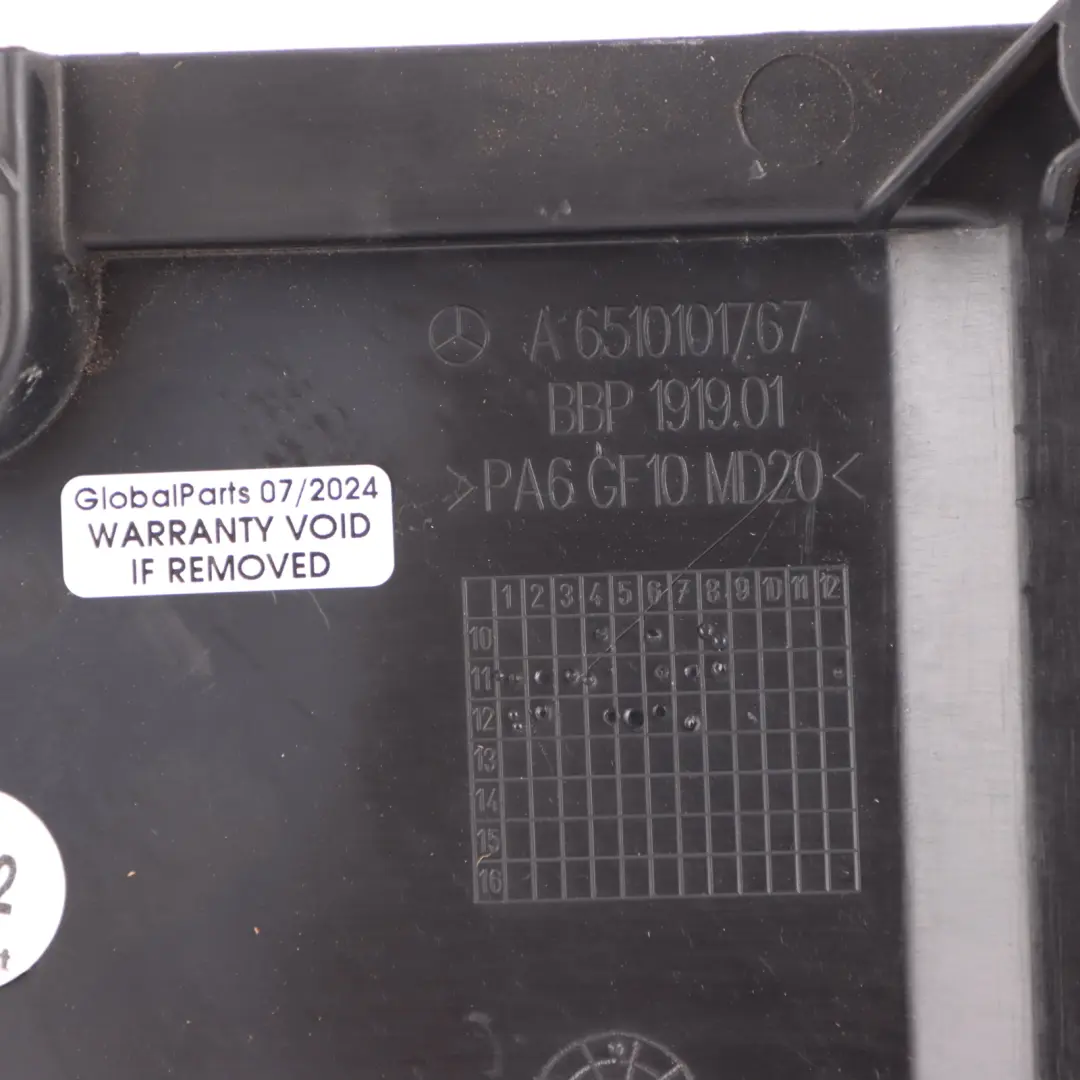 A 6510101767
BBP 1919.01
>PA6 GF10 MD20<
GlobalParts 07/2024
WARRANTY VOID
IF REMOVED
1 2 3 4 5 6 7 8 9 10 11 12
10
11
12
13
14
15
16
2